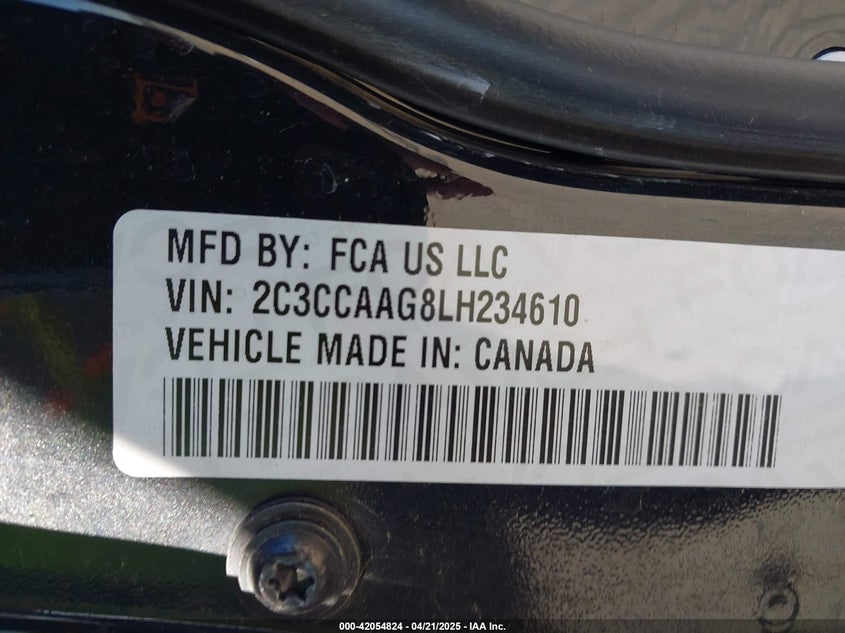 MFD BY: FCA US LLC
VIN: 2C3CCAAG8LH234610
VEHICLE MADE IN: CANADA
000-42054824 - 04/21/2025 - IAA Inc.